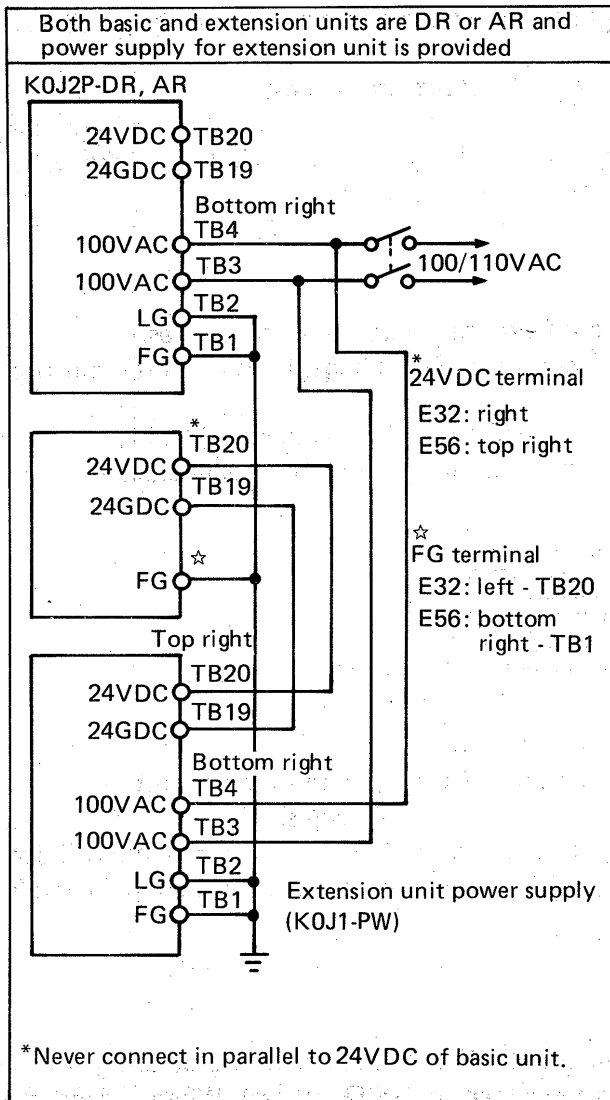 Both basic and extension units are DR or AR and
power supply for extension unit is provided
K0J2P-DR, AR
24VDC TB20
24GDC TB19
Bottom right
100VAC TB4
100VAC TB3
100/110VAC
LG TB2
FG TB1
*
24VDC terminal
E32: right
E56: top right
*
24VDC TB20
24GDC TB19
FG ☆
☆
FG terminal
E32: left - TB20
E56: bottom
right - TB1
Top right
24VDC TB20
24GDC TB19
Bottom right
100VAC TB4
100VAC TB3
LG TB2
FG TB1
Extension unit power supply
(K0J1-PW)
*Never connect in parallel to 24VDC of basic unit.